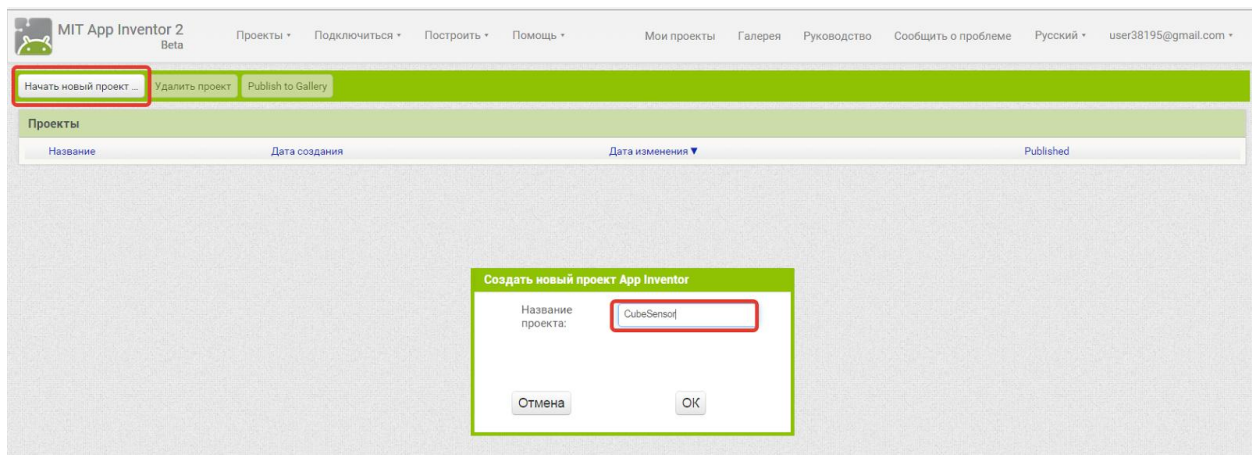 MIT App Inventor 2
Beta
Проекты Подключиться Построить Помощь Мои проекты Галерея Руководство Сообщить о проблеме Русский user38195@gmail.com
Начать новый проект ... Удалить проект Publish to Gallery
Проекты
Название Дата создания Дата изменения Published
Создать новый проект App Inventor
Название
проекта:
CubeSensor
Отмена OK